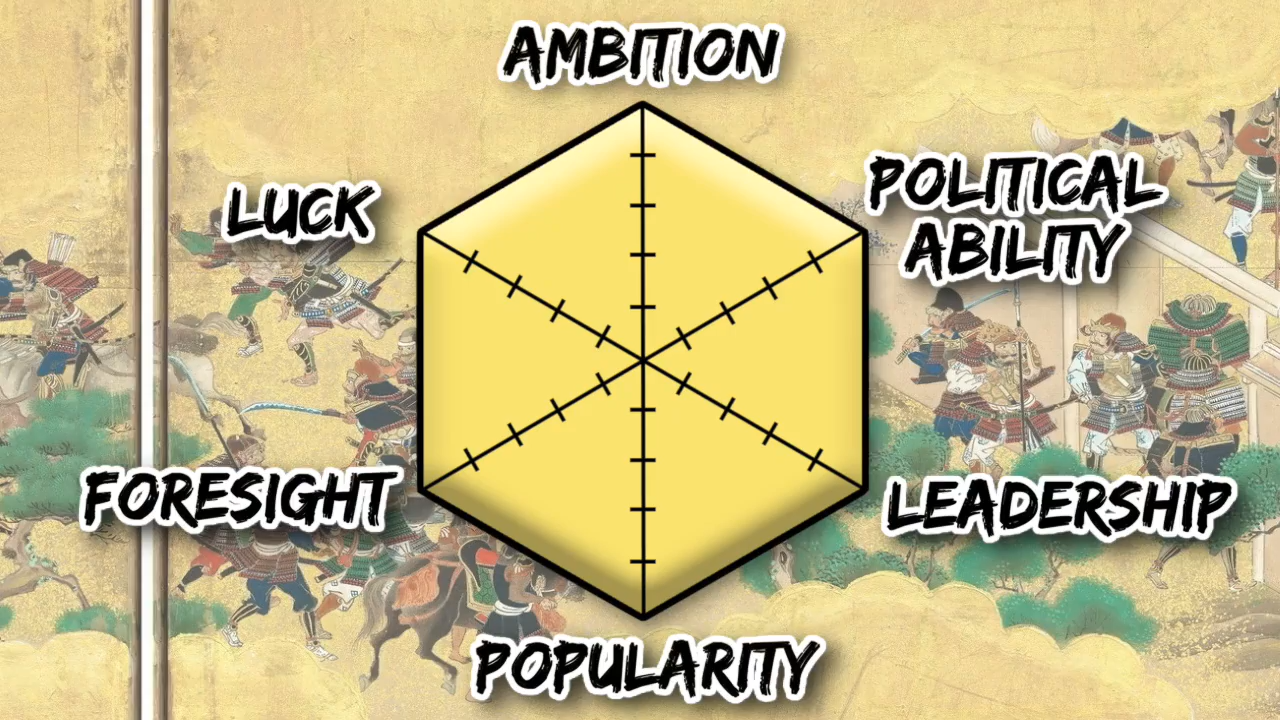 AMBITION
LUCK
POLITICAL
ABILITY
FORESIGHT
LEADERSHIP
POPULARITY